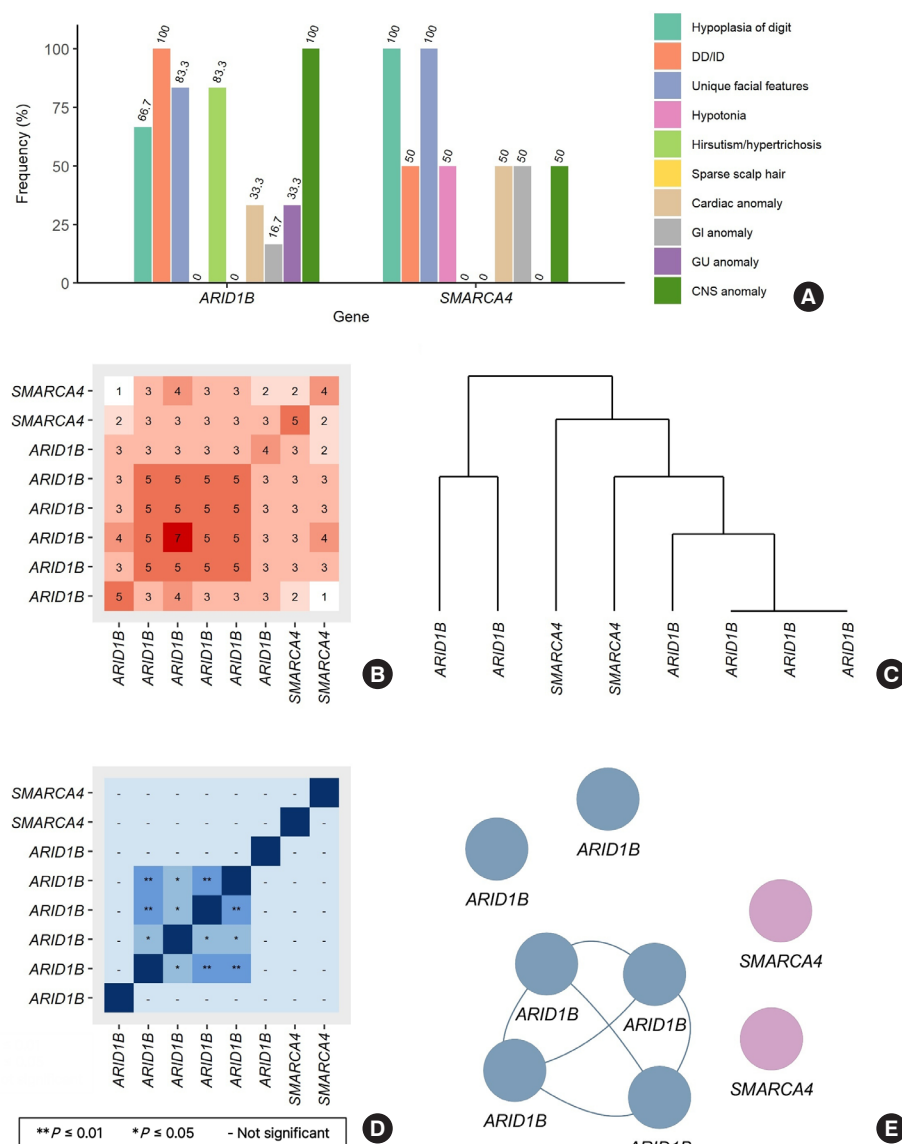 100
75
50
25
0
Frequency (%)
66.7
100
83.3
0
83.3
0
33.3
16.7
33.3
100
100
50
100
50
0
0
50
50
0
50
ARID1B
SMARCA4
Gene
Hypoplasia of digit
DD/ID
Unique facial features
Hypotonia
Hirsutism/hypertrichosis
Sparse scalp hair
Cardiac anomaly
GI anomaly
GU anomaly
CNS anomaly
A
SMARCA4 1 3 4 3 3 2 2 4
SMARCA4 2 3 3 3 3 3 5 2
ARID1B 3 3 3 3 3 4 3 2
ARID1B 3 5 5 5 5 3 3 3
ARID1B 3 5 5 5 5 3 3 3
ARID1B 4 5 7 5 5 3 3 4
ARID1B 3 5 5 5 5 3 3 3
ARID1B 5 3 4 3 3 3 2 1
ARID1B ARID1B ARID1B ARID1B ARID1B ARID1B SMARCA4 SMARCA4
B
ARID1B ARID1B SMARCA4 SMARCA4 ARID1B ARID1B ARID1B ARID1B
C
SMARCA4 - - - - - - -
SMARCA4 - - - - - - -
ARID1B - - - - - - -
ARID1B - ** * ** - - -
ARID1B - ** * ** - - -
ARID1B - * * * - - -
ARID1B - * ** ** - - -
ARID1B - - - - - - -
ARID1B ARID1B ARID1B ARID1B ARID1B ARID1B SMARCA4 SMARCA4
**P ≤ 0.01 *P ≤ 0.05 - Not significant
D
ARID1B
ARID1B
SMARCA4
ARID1B
ARID1B
SMARCA4
ARID1B
ARID1B
E